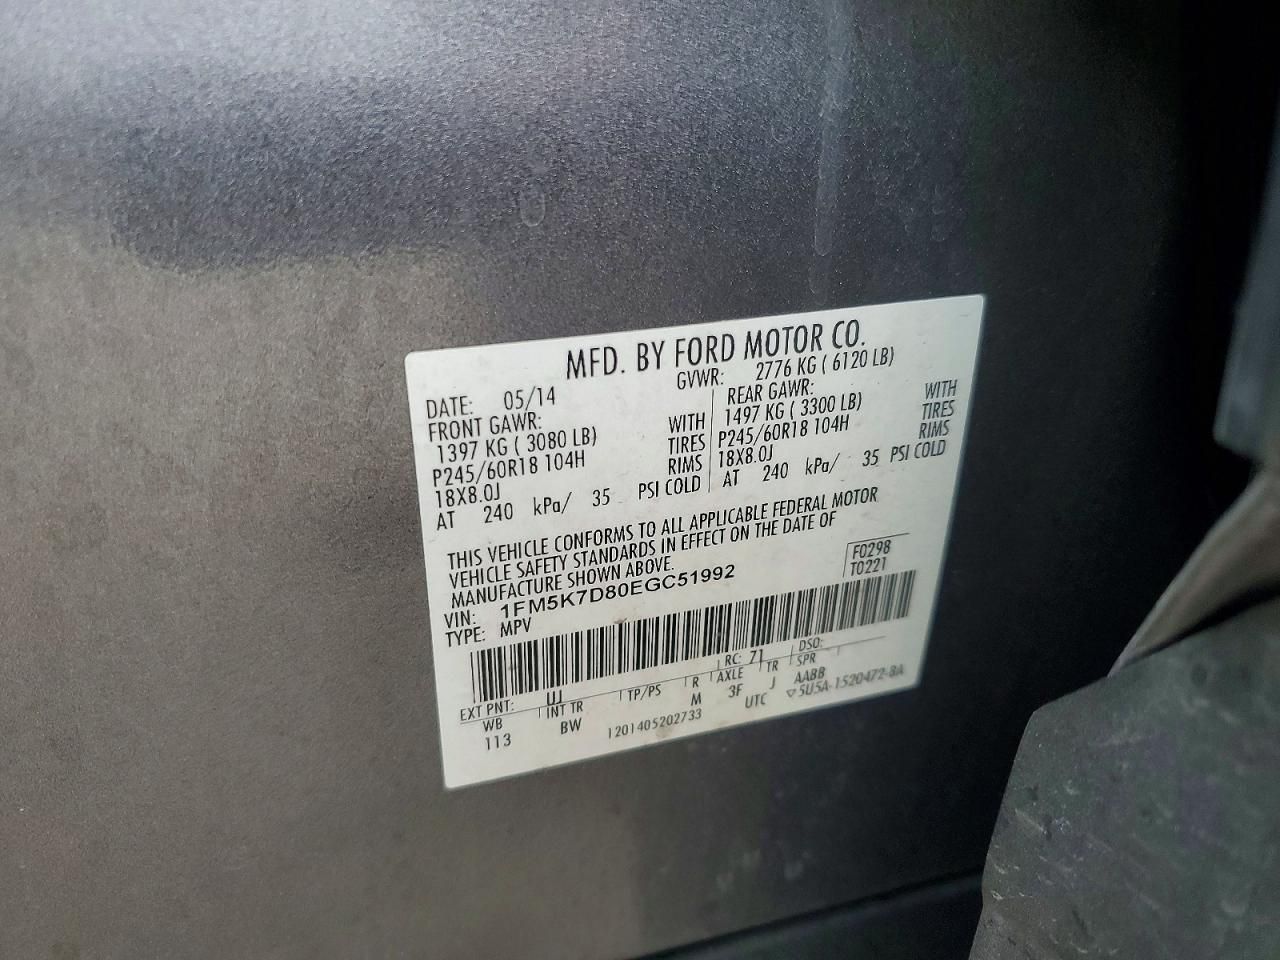 MFD. BY FORD MOTOR CO.
DATE: 05/14 GVWR: 2776 KG ( 6120 LB)
FRONT GAWR: REAR GAWR:
1397 KG ( 3080 LB) WITH 1497 KG ( 3300 LB) WITH
P245/60R18 104H TIRES P245/60R18 104H TIRES
18X8.0J RIMS 18X8.0J RIMS
AT 240 kPa/ 35 PSI COLD AT 240 kPa/ 35 PSI COLD
THIS VEHICLE CONFORMS TO ALL APPLICABLE FEDERAL MOTOR
VEHICLE SAFETY STANDARDS IN EFFECT ON THE DATE OF
MANUFACTURE SHOWN ABOVE.
VIN: 1FM5K7D80EGC51992 F0298
TYPE: MPV T0221
EXT PNT: UJ RC: 71 DSO:
WB INT TR TP/PS R AXLE TR SPR
113 BW M 3F J AABB
1201405202733 UTC ▽5U5A-1520472-BA